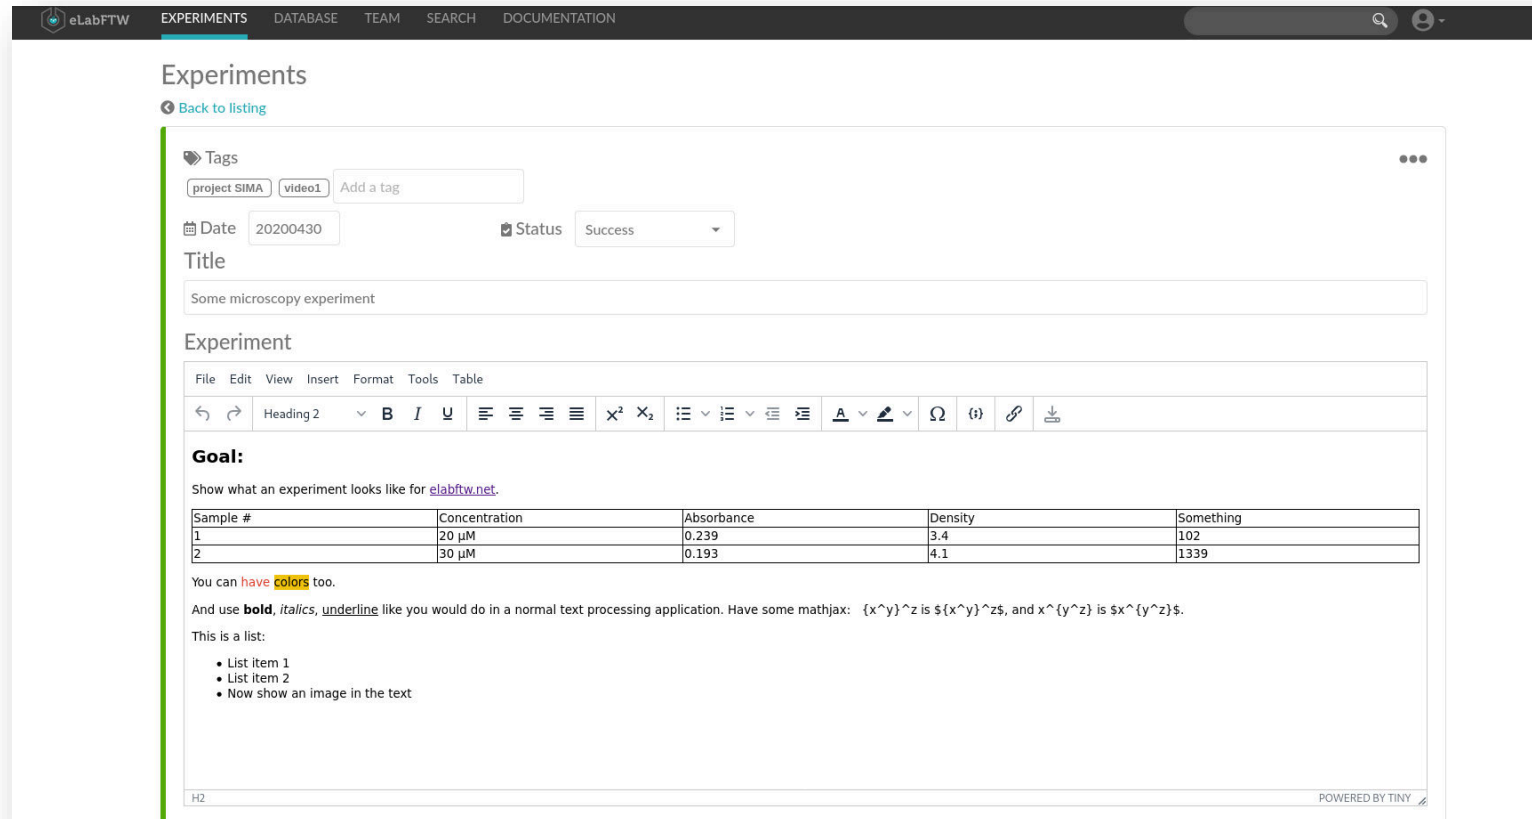 eLabFTW EXPERIMENTS DATABASE TEAM SEARCH DOCUMENTATION
Experiments
Back to listing
Tags
project SIMA video1 Add a tag
Date 20200430 Status Success
Title
Some microscopy experiment
Experiment
File Edit View Insert Format Tools Table
Heading 2 B I U X² X₂ A Ω {;}
Goal:
Show what an experiment looks like for elabftw.net.
Sample # Concentration Absorbance Density Something
1 20 µM 0.239 3.4 102
2 30 µM 0.193 4.1 1339
You can have colors too.
And use bold, italics, underline like you would do in a normal text processing application. Have some mathjax: {x^y}^z is ${x^y}^z$, and x^{y^z} is $x^{y^z}$.
This is a list:
• List item 1
• List item 2
• Now show an image in the text
H2 POWERED BY TINY